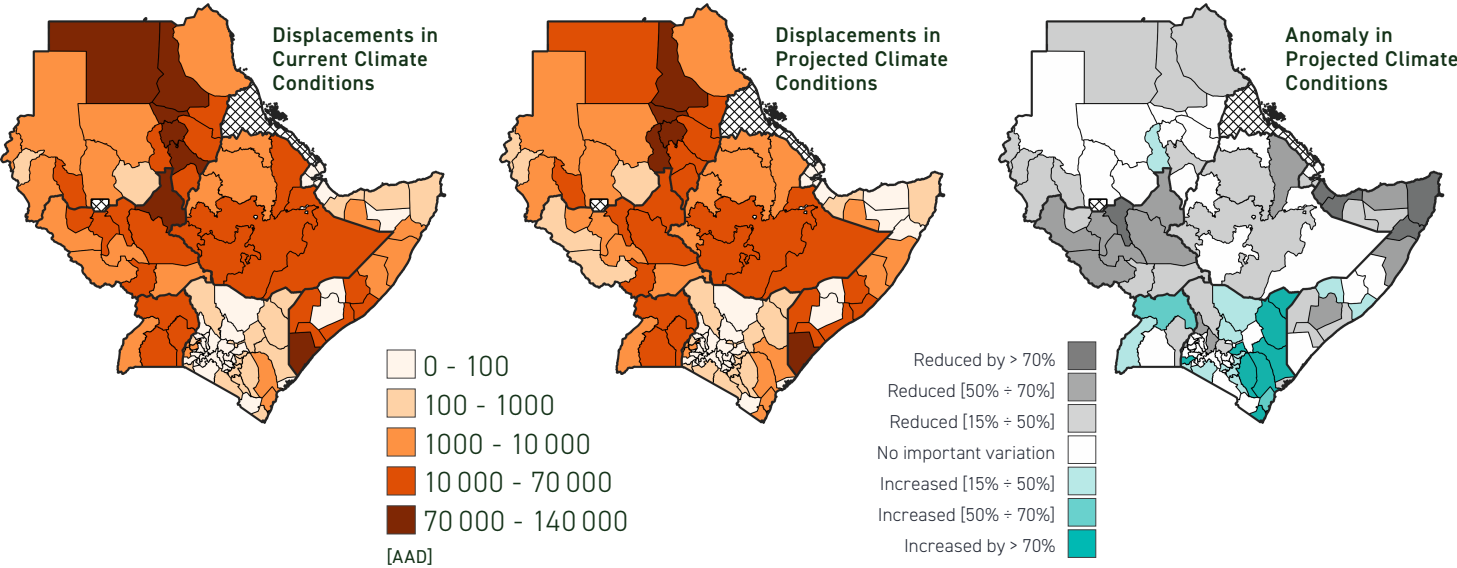 Displacements in
Current Climate
Conditions
Displacements in
Projected Climate
Conditions
Anomaly in
Projected Climate
Conditions
0 - 100
100 - 1000
1000 - 10 000
10 000 - 70 000
70 000 - 140 000
[AAD]
Reduced by > 70%
Reduced [50% ÷ 70%]
Reduced [15% ÷ 50%]
No important variation
Increased [15% ÷ 50%]
Increased [50% ÷ 70%]
Increased by > 70%